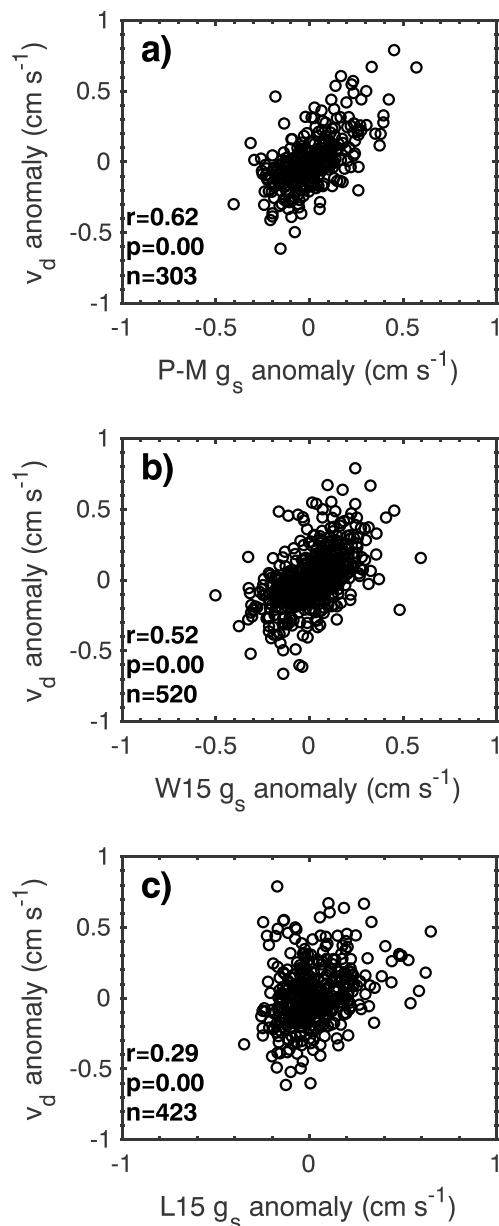 a)
1
0.5
0
-0.5
-1
v_d anomaly (cm s^-1)
r=0.62
p=0.00
n=303
-1 -0.5 0 0.5 1
P-M g_s anomaly (cm s^-1)
b)
1
0.5
0
-0.5
-1
v_d anomaly (cm s^-1)
r=0.52
p=0.00
n=520
-1 -0.5 0 0.5 1
W15 g_s anomaly (cm s^-1)
c)
1
0.5
0
-0.5
-1
v_d anomaly (cm s^-1)
r=0.29
p=0.00
n=423
-1 0 1
L15 g_s anomaly (cm s^-1)